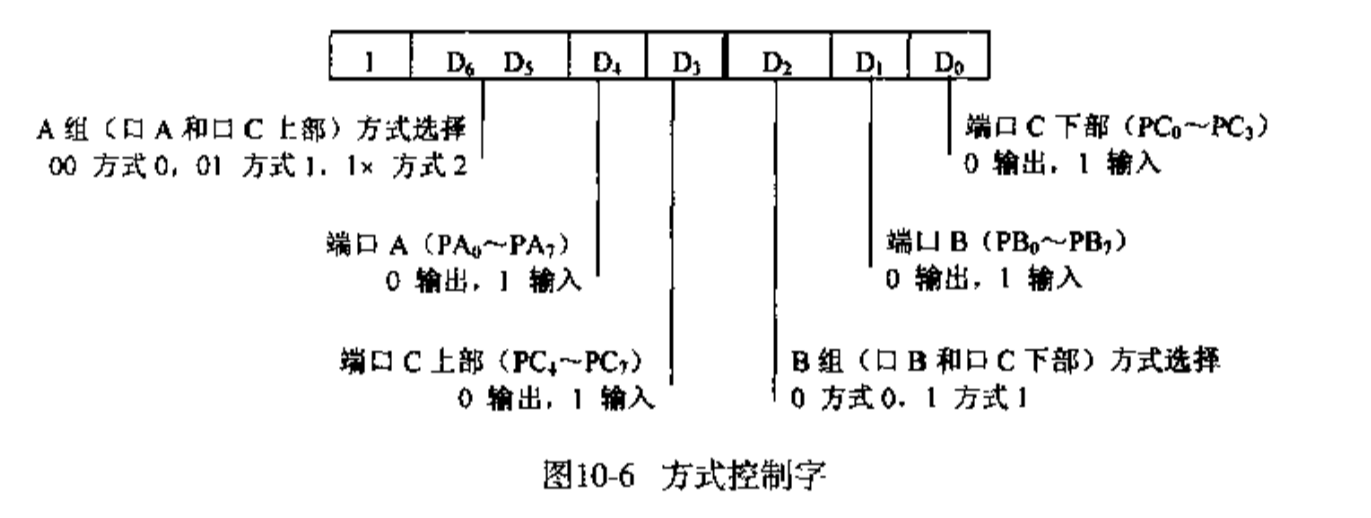 1 D₆ D₅ D₄ D₃ D₂ D₁ D₀
A 组（口 A 和口 C 上部）方式选择
00 方式 0，01 方式 1，1× 方式 2
端口 C 下部（PC₀～PC₃）
0 输出，1 输入
端口 A（PA₀～PA₇）
0 输出，1 输入
端口 B（PB₀～PB₇）
0 输出，1 输入
端口 C 上部（PC₄～PC₇）
0 输出，1 输入
B 组（口 B 和口 C 下部）方式选择
0 方式 0，1 方式 1
图10-6 方式控制字